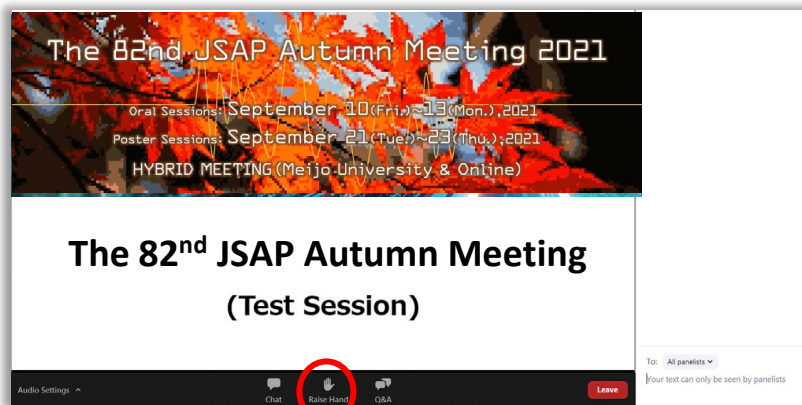 The 82nd JSAP Autumn Meeting 2021
Oral Sessions: September 10(Fri.)~13(Mon.),2021
Poster Sessions: September 21(Tue.)~23(Thu.),2021
HYBRID MEETING(Meijo University & Online)
The 82nd JSAP Autumn Meeting
(Test Session)
To: All panelists
Your text can only be seen by panelists
Audio Settings
Chat
Raise Hand
Q&A
Leave